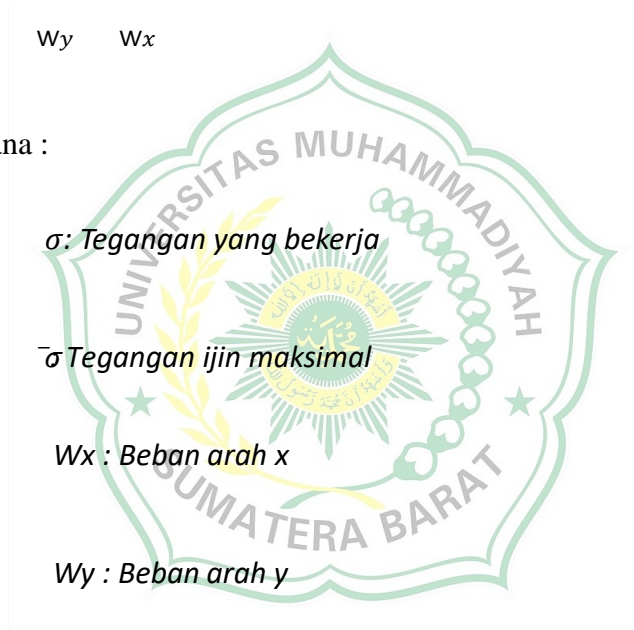 Wy Wx
na :
UNIVERSITAS MUHAMMADIYAH
σ: Tegangan yang bekerja
¯σ Tegangan ijin maksimal
Wx : Beban arah x
SUMATERA BARAT
Wy : Beban arah y